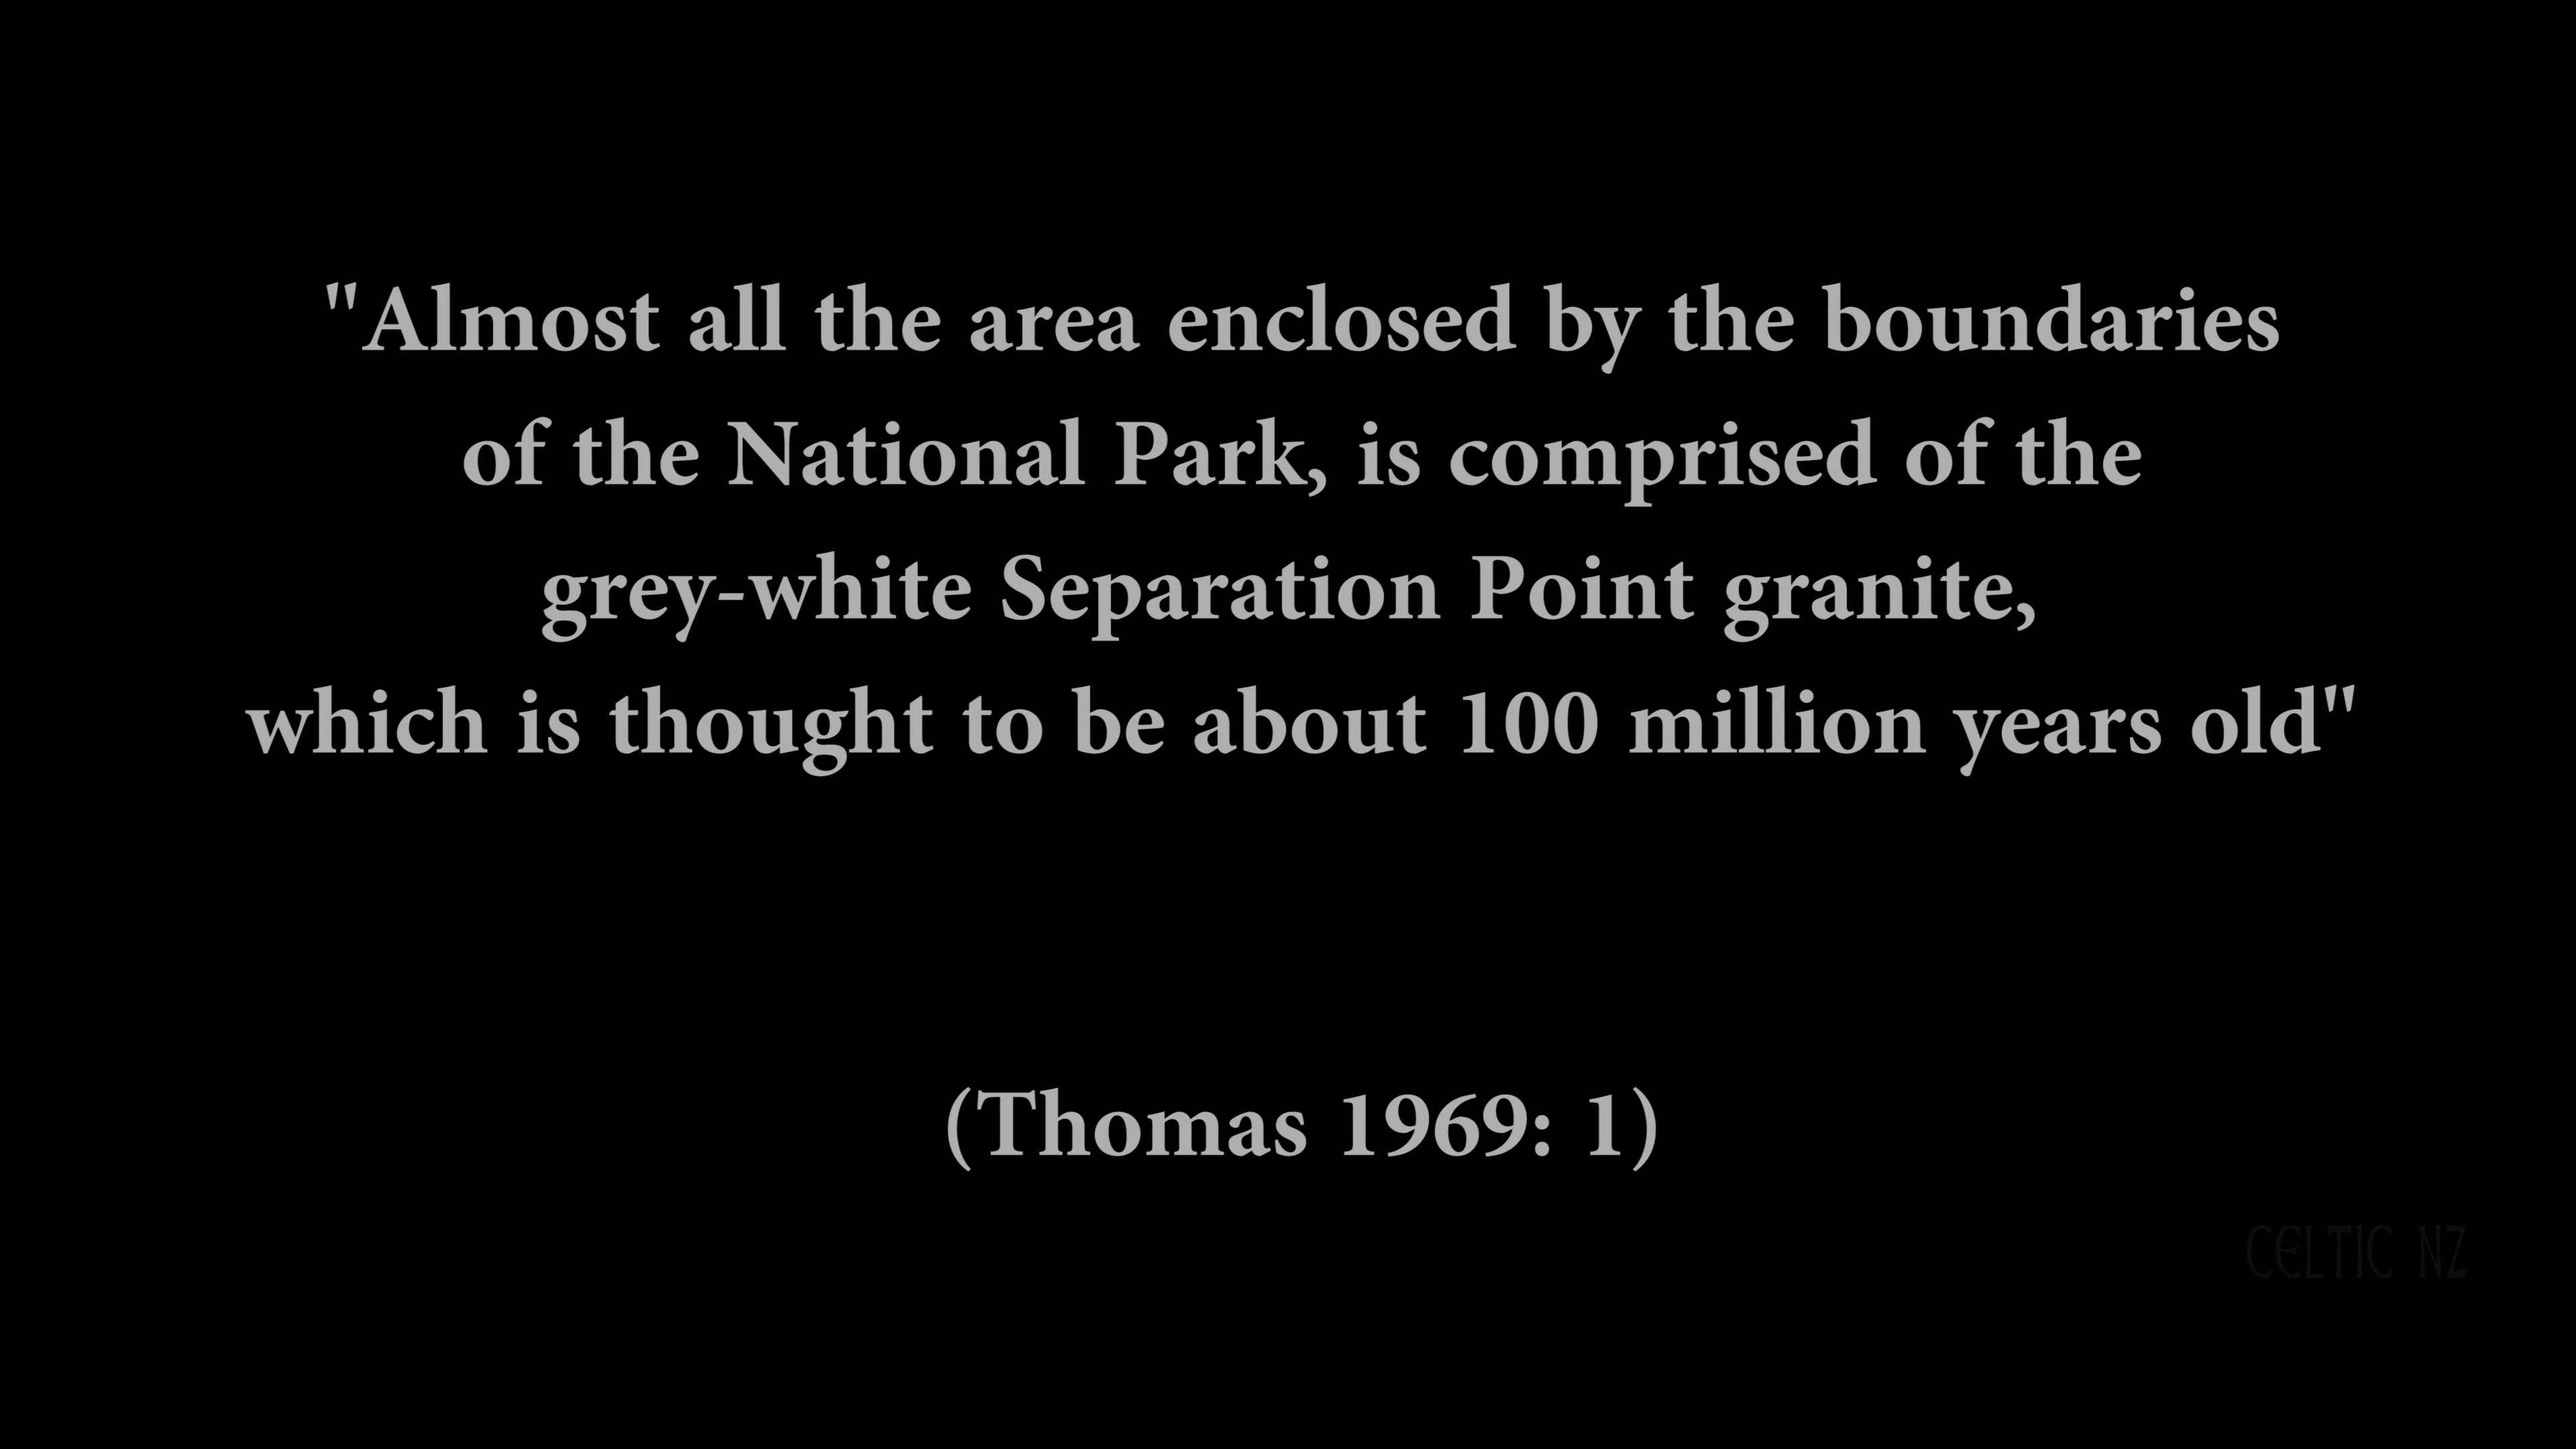 "Almost all the area enclosed by the boundaries
of the National Park, is comprised of the
grey-white Separation Point granite,
which is thought to be about 100 million years old"
(Thomas 1969: 1)
CELTIC NZ